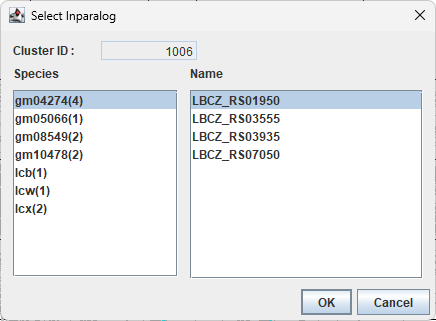 Select Inparalog
Cluster ID : 1006
Species Name
gm04274(4) LBCZ_RS01950
gm05066(1) LBCZ_RS03555
gm08549(2) LBCZ_RS03935
gm10478(2) LBCZ_RS07050
lcb(1)
lcw(1)
lcx(2)
OK Cancel